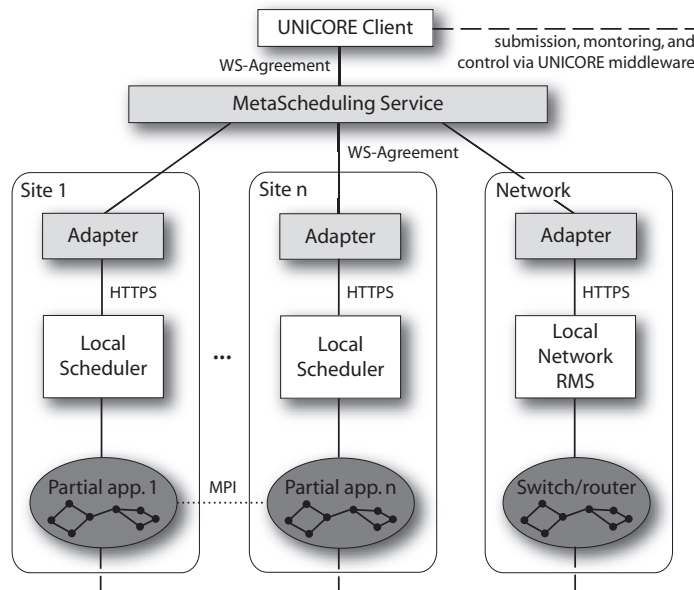 UNICORE Client
submission, montoring, and
control via UNICORE middleware
WS-Agreement
MetaScheduling Service
WS-Agreement
Site 1
Site n
Network
Adapter
Adapter
Adapter
HTTPS
HTTPS
HTTPS
Local
Scheduler
...
Local
Scheduler
Local
Network
RMS
Partial app. 1
MPI
Partial app. n
Switch/router